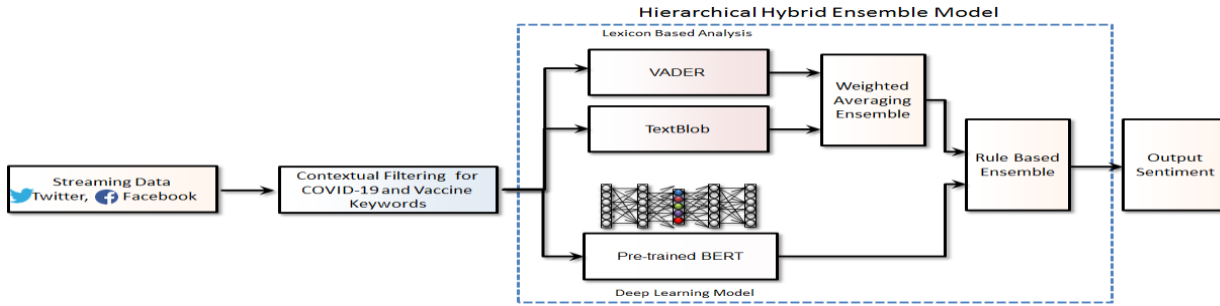 Hierarchical Hybrid Ensemble Model
Lexicon Based Analysis
VADER
TextBlob
Weighted
Averaging
Ensemble
Streaming Data
Twitter, Facebook
Contextual Filtering for
COVID-19 and Vaccine
Keywords
Rule Based
Ensemble
Output
Sentiment
Pre-trained BERT
Deep Learning Model